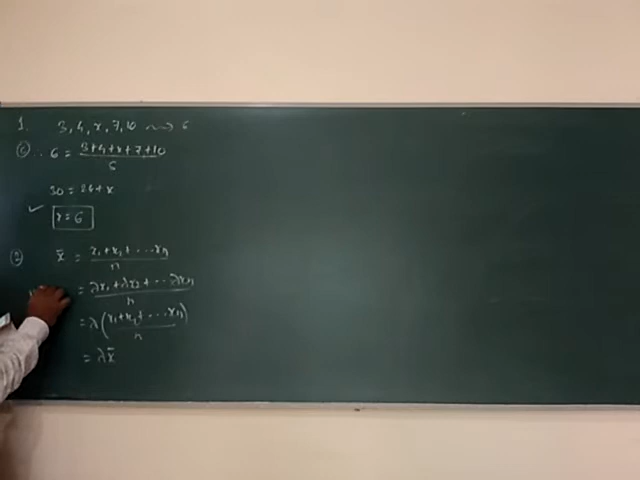 1. 3, 4, x, 7, 10 ⟿ 6
6 = (3+4+x+7+10)/5
30 = 24+x
✓ x = 6
② x̄ = (x₁+x₂+...xₙ)/n
= (λx₁+λx₂+...λxₙ)/n
= λ((x₁+x₂+...xₙ)/n)
= λx̄